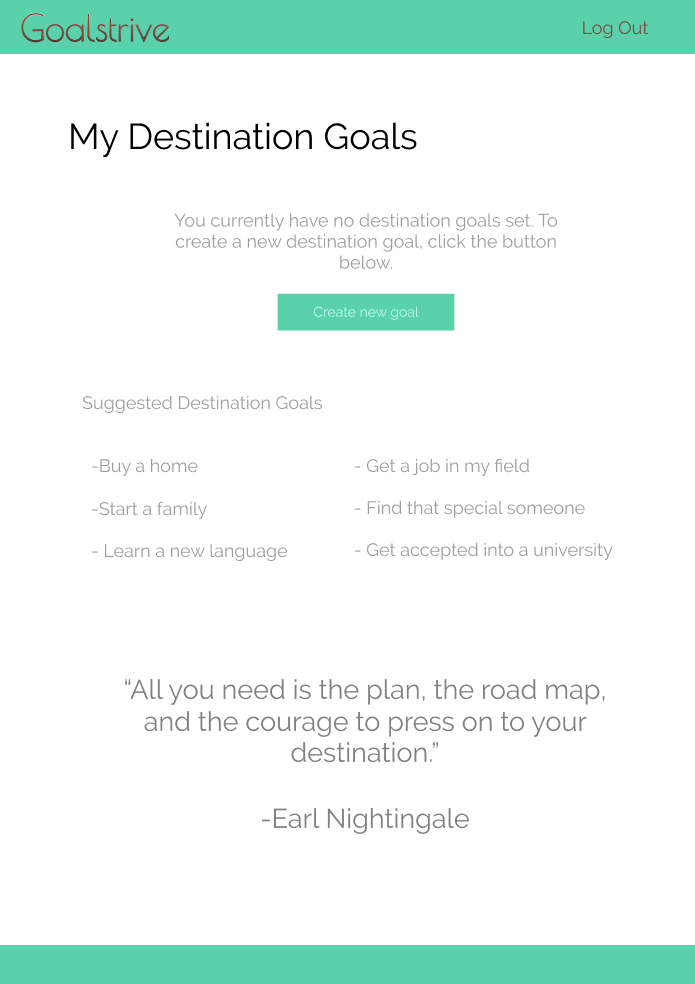 Goalstrive
Log Out
My Destination Goals
You currently have no destination goals set. To
create a new destination goal, click the button
below.
Create new goal
Suggested Destination Goals
-Buy a home
- Get a job in my field
-Start a family
- Find that special someone
- Learn a new language
- Get accepted into a university
“All you need is the plan, the road map,
and the courage to press on to your
destination.”
-Earl Nightingale